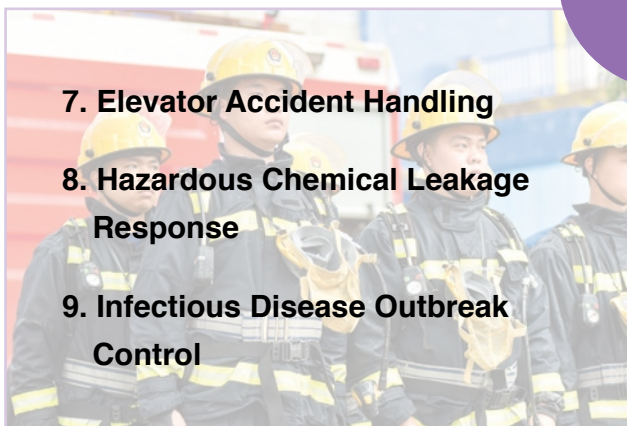 7. Elevator Accident Handling
8. Hazardous Chemical Leakage
Response
9. Infectious Disease Outbreak
Control